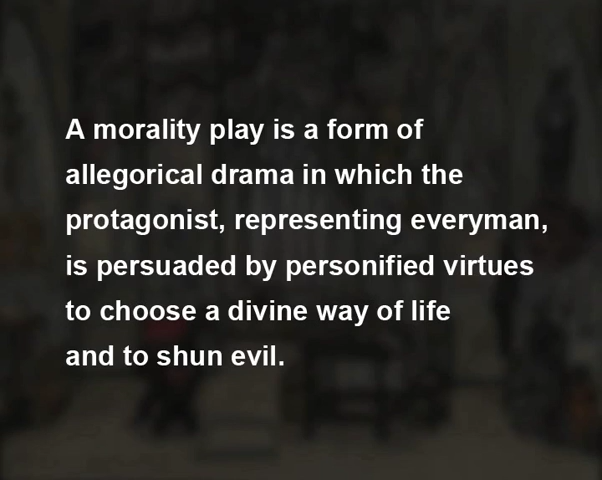 A morality play is a form of
allegorical drama in which the
protagonist, representing everyman,
is persuaded by personified virtues
to choose a divine way of life
and to shun evil.